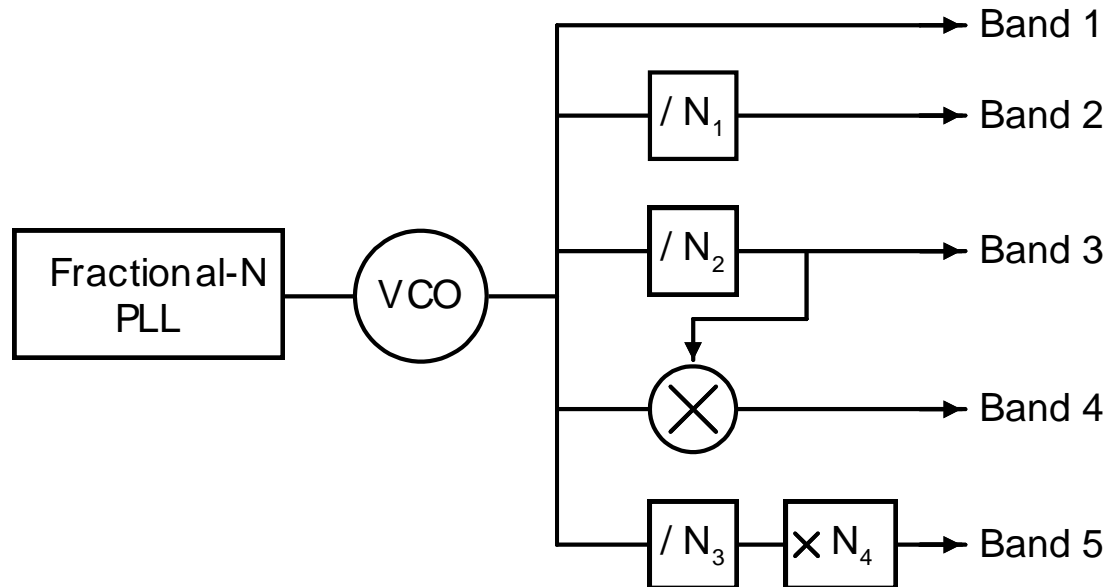 Band 1
/ N₁
Band 2
/ N₂
Band 3
Fractional-N
PLL
VCO
Band 4
/ N₃
× N₄
Band 5